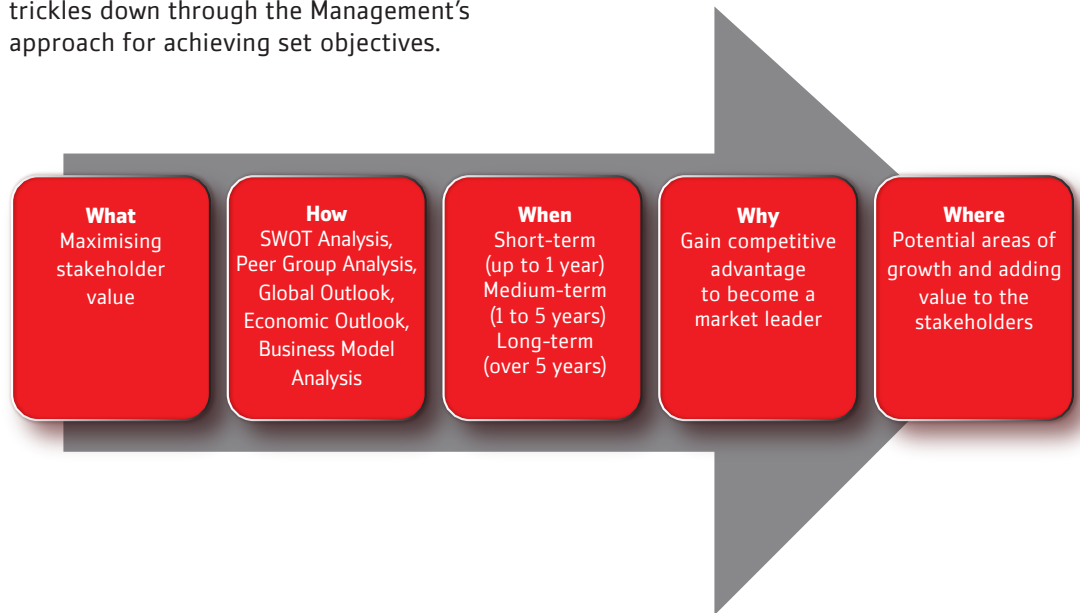 trickles down through the Management’s
approach for achieving set objectives.
What
Maximising
stakeholder
value
How
SWOT Analysis,
Peer Group Analysis,
Global Outlook,
Economic Outlook,
Business Model
Analysis
When
Short-term
(up to 1 year)
Medium-term
(1 to 5 years)
Long-term
(over 5 years)
Why
Gain competitive
advantage
to become a
market leader
Where
Potential areas of
growth and adding
value to the
stakeholders